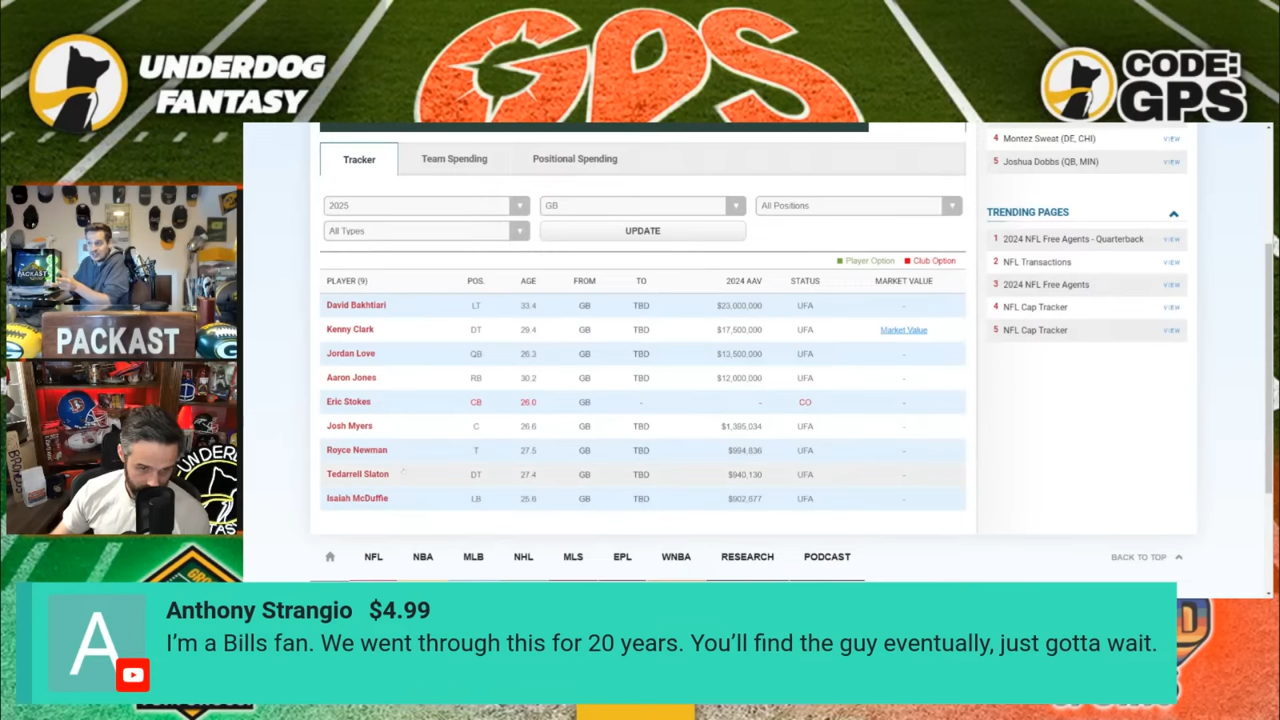 UNDERDOG
FANTASY
GPS
CODE:
GPS
Tracker
Team Spending
Positional Spending
2025
GB
All Positions
All Types
UPDATE
Player Option
Club Option
PLAYER (9) POS. AGE FROM TO 2024 AAV STATUS MARKET VALUE
David Bakhtiari LT 33.4 GB TBD $23,000,000 UFA -
Kenny Clark DT 29.4 GB TBD $17,500,000 UFA Market Value
Jordan Love QB 26.3 GB TBD $13,500,000 UFA -
Aaron Jones RB 30.2 GB TBD $12,000,000 UFA -
Eric Stokes CB 26.0 GB - - CO -
Josh Myers C 26.6 GB TBD $1,395,034 UFA -
Royce Newman T 27.5 GB TBD $994,836 UFA -
Tedarrell Slaton DT 27.4 GB TBD $940,130 UFA -
Isaiah McDuffie LB 25.6 GB TBD $902,677 UFA -
4 Montez Sweat (DE, CHI) VIEW
5 Joshua Dobbs (QB, MIN) VIEW
TRENDING PAGES
1 2024 NFL Free Agents - Quarterback VIEW
2 NFL Transactions VIEW
3 2024 NFL Free Agents VIEW
4 NFL Cap Tracker VIEW
5 NFL Cap Tracker VIEW
NFL NBA MLB NHL MLS EPL WNBA RESEARCH PODCAST
BACK TO TOP
PACKAST
PACKAST
A
Anthony Strangio $4.99
I'm a Bills fan. We went through this for 20 years. You'll find the guy eventually, just gotta wait.